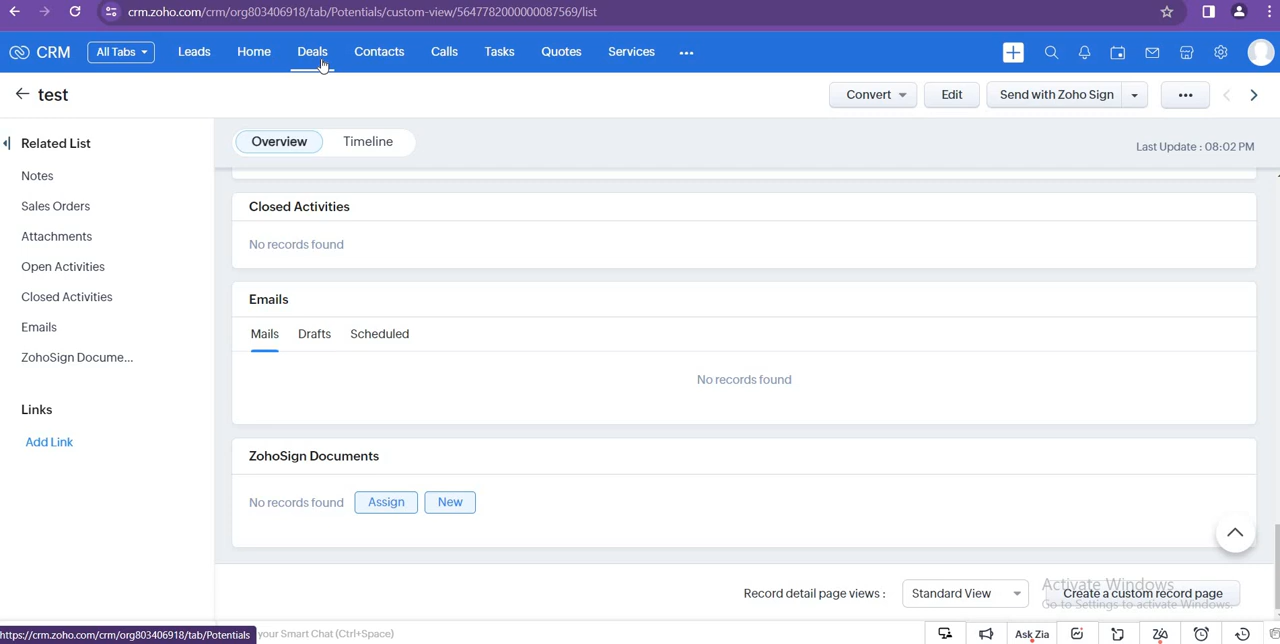 crm.zoho.com/crm/org803406918/tab/Potentials/custom-view/5647782000000087569/list
CRM All Tabs Leads Home Deals Contacts Calls Tasks Quotes Services
test Convert Edit Send with Zoho Sign
Related List
Overview Timeline Last Update : 08:02 PM
Notes
Sales Orders
Closed Activities
Attachments
No records found
Open Activities
Closed Activities
Emails
Emails
Mails Drafts Scheduled
ZohoSign Docume...
No records found
Links
Add Link
ZohoSign Documents
No records found Assign New
Record detail page views : Standard View Create a custom record page
Activate Windows
Go to Settings to activate Windows.
https://crm.zoho.com/crm/org803406918/tab/Potentials your Smart Chat (Ctrl+Space) Ask Zia